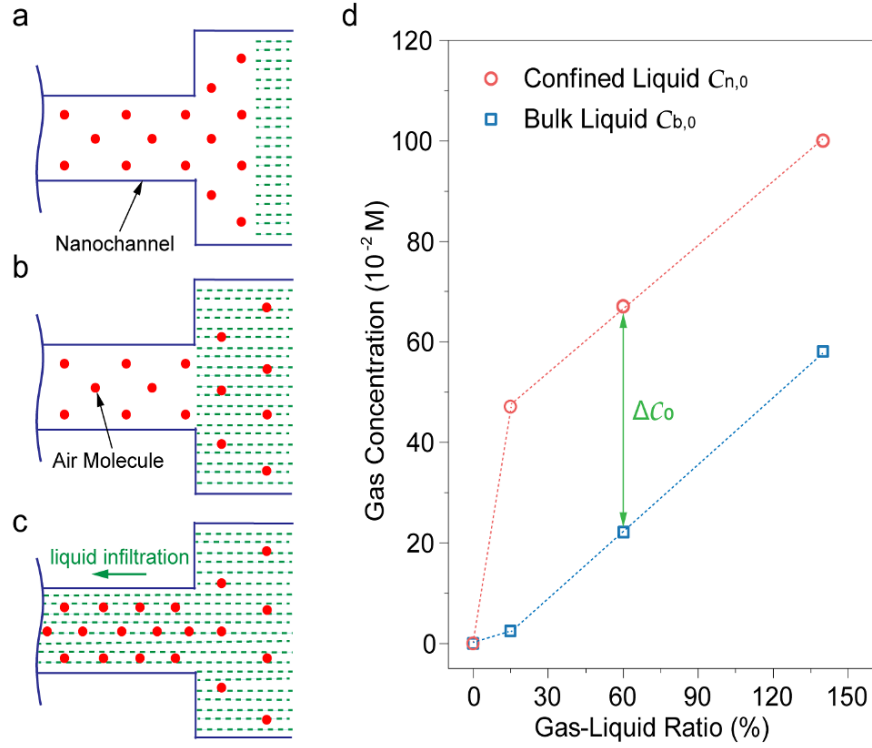 a
Nanochannel
b
Air Molecule
c
liquid infiltration
d
120
100
80
60
40
20
0
Gas Concentration (10⁻² M)
Confined Liquid Cn,0
Bulk Liquid Cb,0
ΔC0
0 30 60 90 120 150
Gas-Liquid Ratio (%)